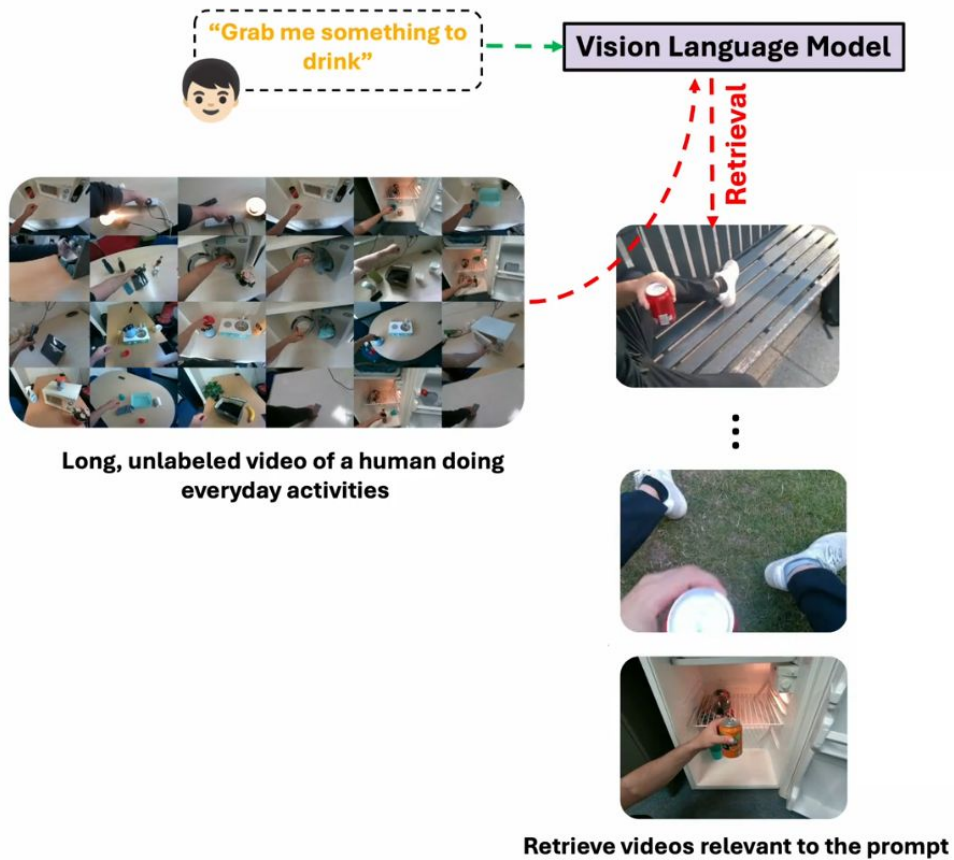 “Grab me something to
drink”
Vision Language Model
Retrieval
Long, unlabeled video of a human doing
everyday activities
Retrieve videos relevant to the prompt